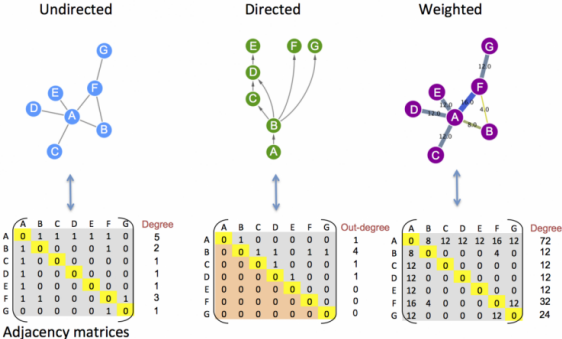 Undirected
G
E
F
D
A
B
C
Directed
E
F
G
D
C
B
A
Weighted
G
12.0
E
F
12.0
16.0
D
12.0
A
4.0
8.0
B
12.0
C
A B C D E F G Degree
A 0 1 1 1 1 1 0 5
B 1 0 0 0 0 1 0 2
C 1 0 0 0 0 0 0 1
D 1 0 0 0 0 0 0 1
E 1 0 0 0 0 0 0 1
F 1 1 0 0 0 0 1 3
G 0 0 0 0 0 1 0 1
A B C D E F G Out-degree
A 0 1 0 0 0 0 0 1
B 0 0 1 1 0 1 1 4
C 0 0 0 1 0 0 0 1
D 0 0 0 0 1 0 0 1
E 0 0 0 0 0 0 0 0
F 0 0 0 0 0 0 0 0
G 0 0 0 0 0 0 0 0
A B C D E F G Degree
A 0 8 12 12 12 16 12 72
B 8 0 0 0 0 4 0 12
C 12 0 0 0 0 0 0 12
D 12 0 0 0 0 0 0 12
E 12 0 0 0 0 0 0 12
F 16 4 0 0 0 0 12 32
G 12 0 0 0 0 12 0 24
Adjacency matrices